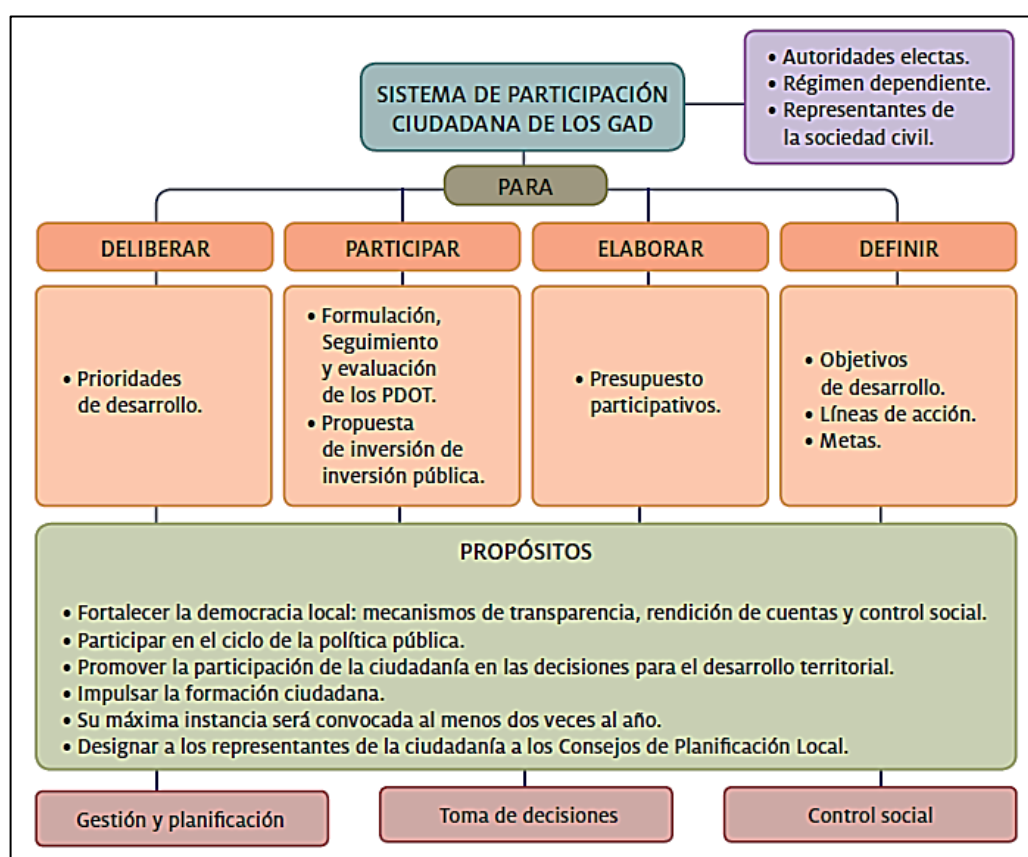 SISTEMA DE PARTICIPACIÓN
CIUDADANA DE LOS GAD
• Autoridades electas.
• Régimen dependiente.
• Representantes de
la sociedad civil.
PARA
DELIBERAR
PARTICIPAR
ELABORAR
DEFINIR
• Prioridades
de desarrollo.
• Formulación,
Seguimiento
y evaluación
de los PDOT.
• Propuesta
de inversión de
inversión pública.
• Presupuesto
participativos.
• Objetivos
de desarrollo.
• Líneas de acción.
• Metas.
PROPÓSITOS
• Fortalecer la democracia local: mecanismos de transparencia, rendición de cuentas y control social.
• Participar en el ciclo de la política pública.
• Promover la participación de la ciudadanía en las decisiones para el desarrollo territorial.
• Impulsar la formación ciudadana.
• Su máxima instancia será convocada al menos dos veces al año.
• Designar a los representantes de la ciudadanía a los Consejos de Planificación Local.
Gestión y planificación
Toma de decisiones
Control social